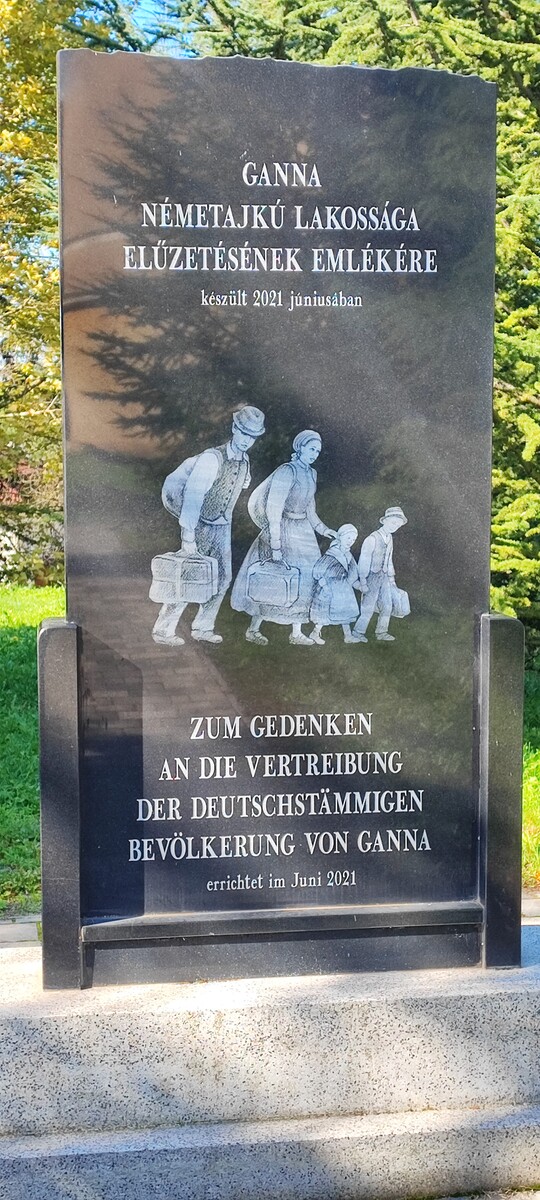 GANNA
NÉMETAJKÚ LAKOSSÁGA
ELŰZETÉSÉNEK EMLÉKÉRE
készült 2021 júniusában
ZUM GEDENKEN
AN DIE VERTREIBUNG
DER DEUTSCHSTÄMMIGEN
BEVÖLKERUNG VON GANNA
errichtet im Juni 2021